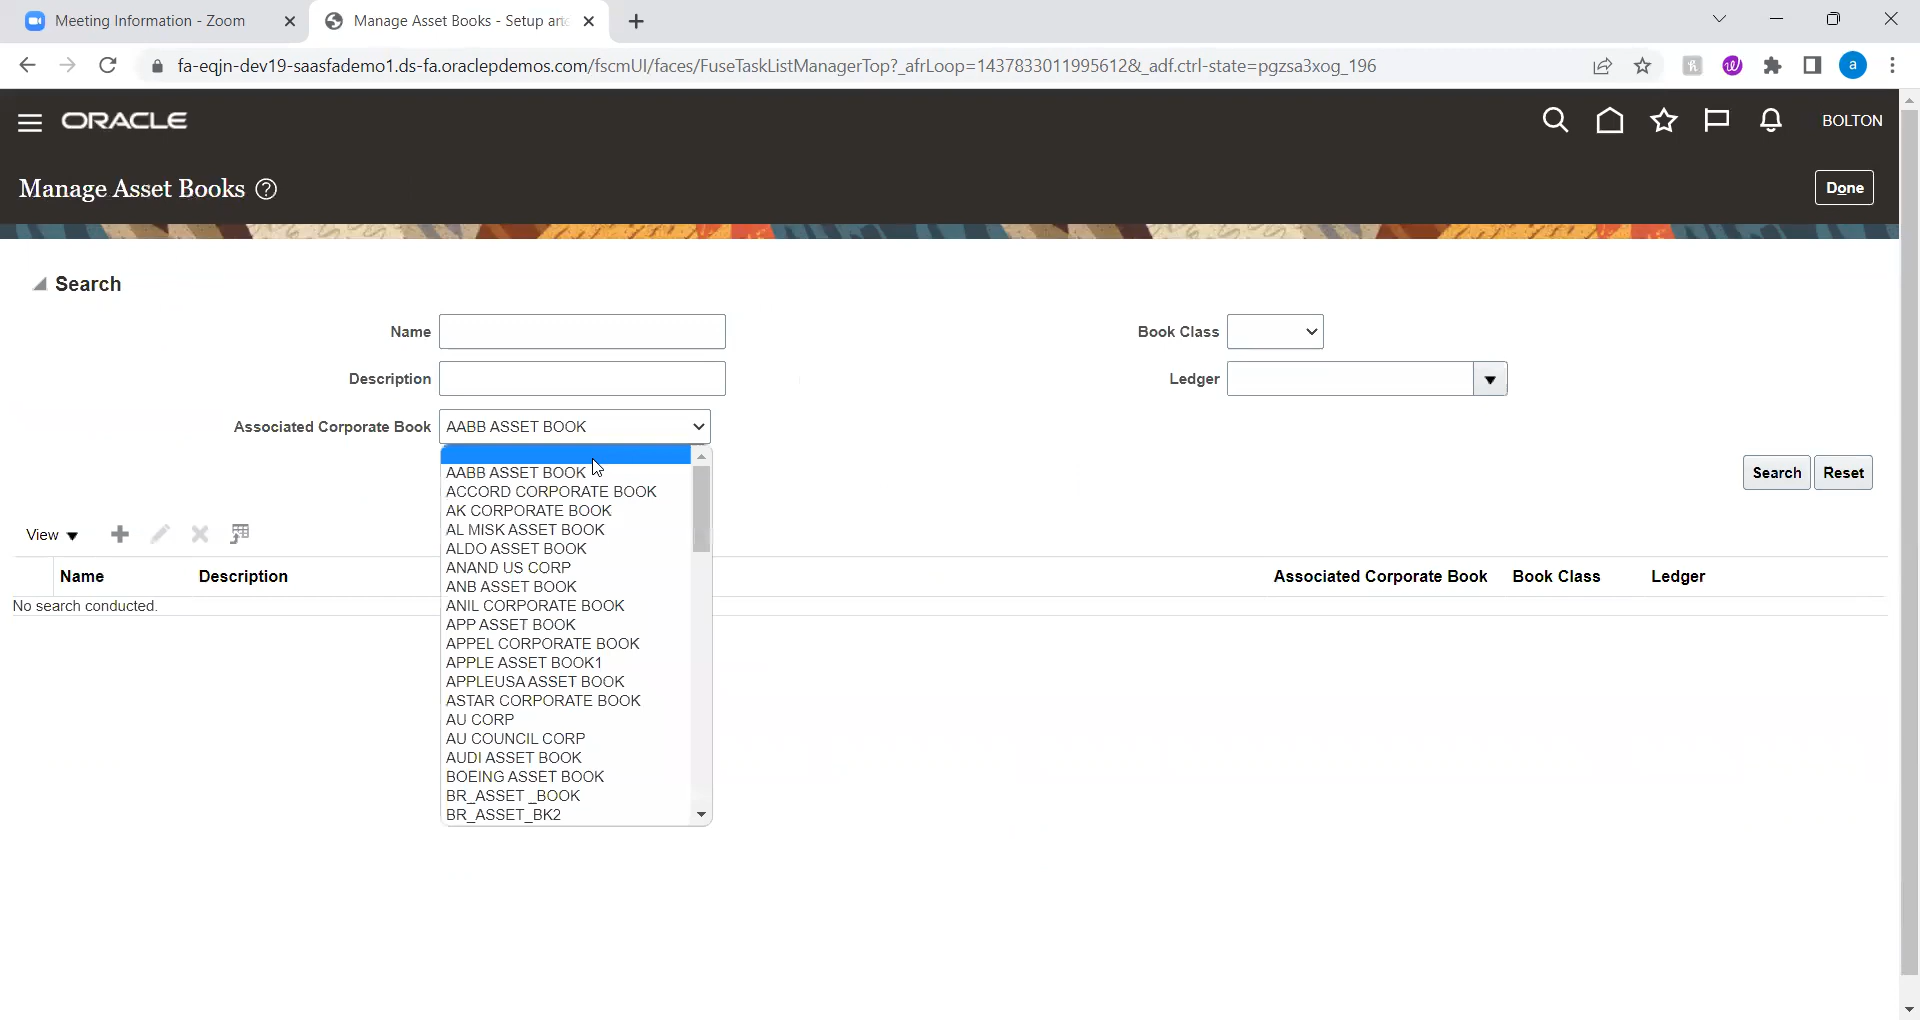 Meeting Information - Zoom
Manage Asset Books - Setup and
fa-eqjn-dev19-saasfademo1.ds-fa.oraclepdemos.com/fscmUI/faces/FuseTaskListManagerTop?_afrLoop=14378330119956128&_adf.ctrl-state=pgzsa3xog_196
a
ORACLE
BOLTON
Manage Asset Books ?
Done
Search
Name
Book Class
Description
Ledger
Associated Corporate Book AABB ASSET BOOK
AABB ASSET BOOK
Search Reset
ACCORD CORPORATE BOOK
AK CORPORATE BOOK
AL MISK ASSET BOOK
View
ALDO ASSET BOOK
ANAND US CORP
Name Description Associated Corporate Book Book Class Ledger
ANB ASSET BOOK
No search conducted.
ANIL CORPORATE BOOK
APP ASSET BOOK
APPEL CORPORATE BOOK
APPLE ASSET BOOK1
APPLEUSA ASSET BOOK
ASTAR CORPORATE BOOK
AU CORP
AU COUNCIL CORP
AUDI ASSET BOOK
BOEING ASSET BOOK
BR_ASSET _BOOK
BR_ASSET_BK2